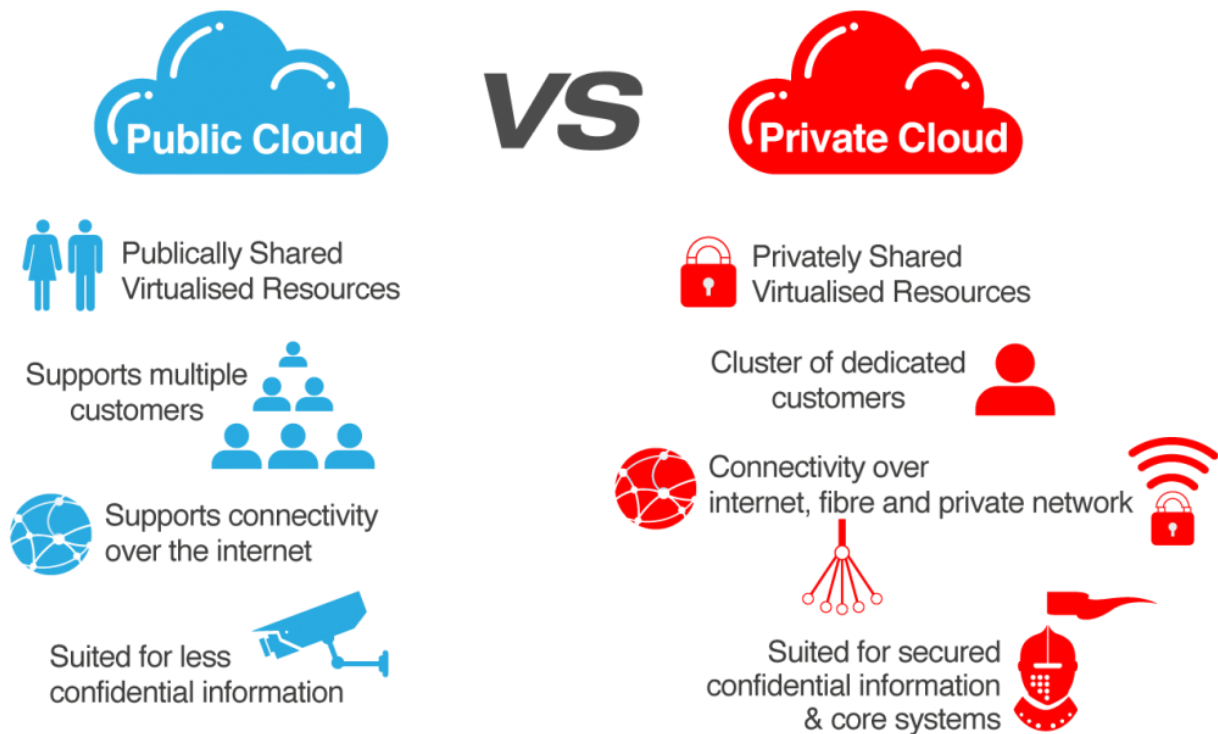 Public Cloud
VS
Private Cloud
Publically Shared
Virtualised Resources
Supports multiple
customers
Supports connectivity
over the internet
Suited for less
confidential information
Privately Shared
Virtualised Resources
Cluster of dedicated
customers
Connectivity over
internet, fibre and private network
Suited for secured
confidential information
& core systems